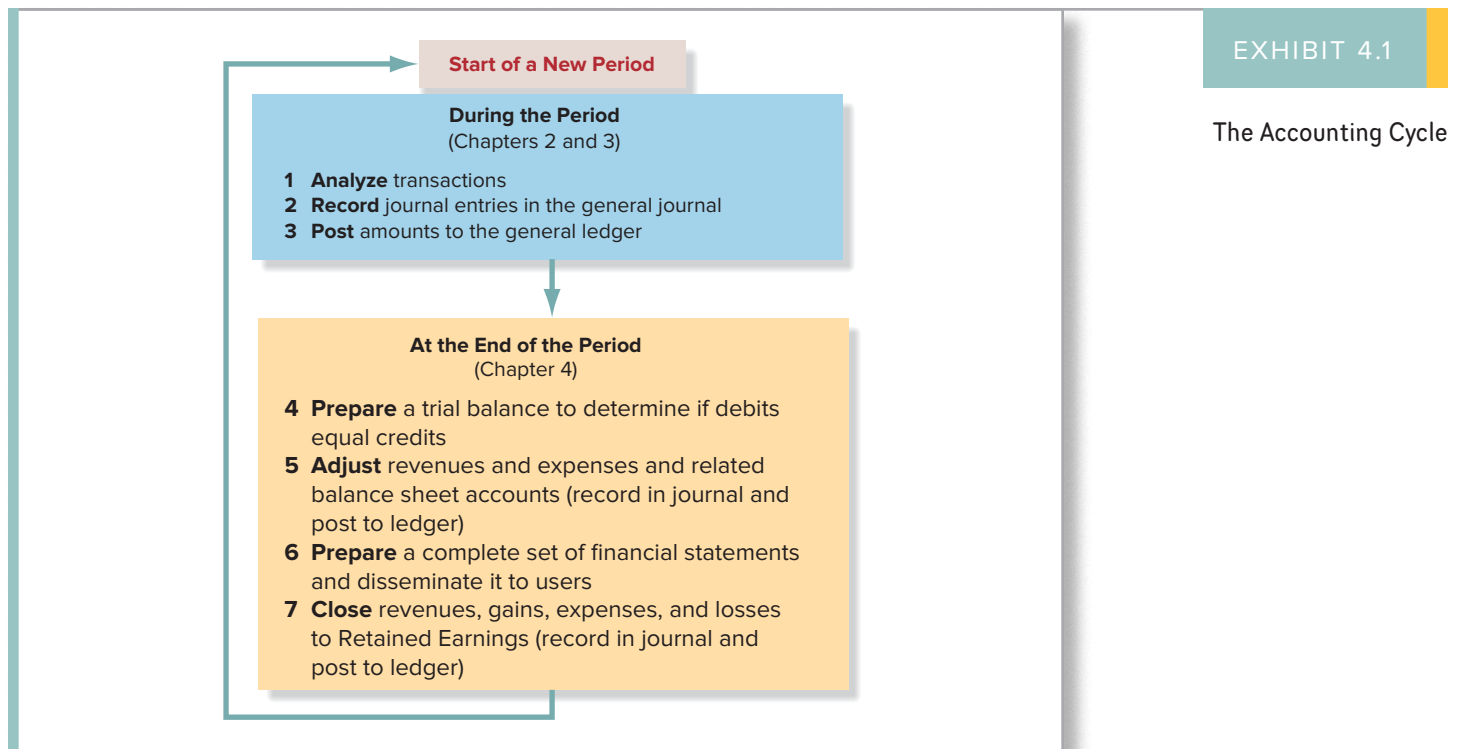 EXHIBIT 4.1
The Accounting Cycle
Start of a New Period
During the Period
(Chapters 2 and 3)
1 Analyze transactions
2 Record journal entries in the general journal
3 Post amounts to the general ledger
At the End of the Period
(Chapter 4)
4 Prepare a trial balance to determine if debits
equal credits
5 Adjust revenues and expenses and related
balance sheet accounts (record in journal and
post to ledger)
6 Prepare a complete set of financial statements
and disseminate it to users
7 Close revenues, gains, expenses, and losses
to Retained Earnings (record in journal and
post to ledger)